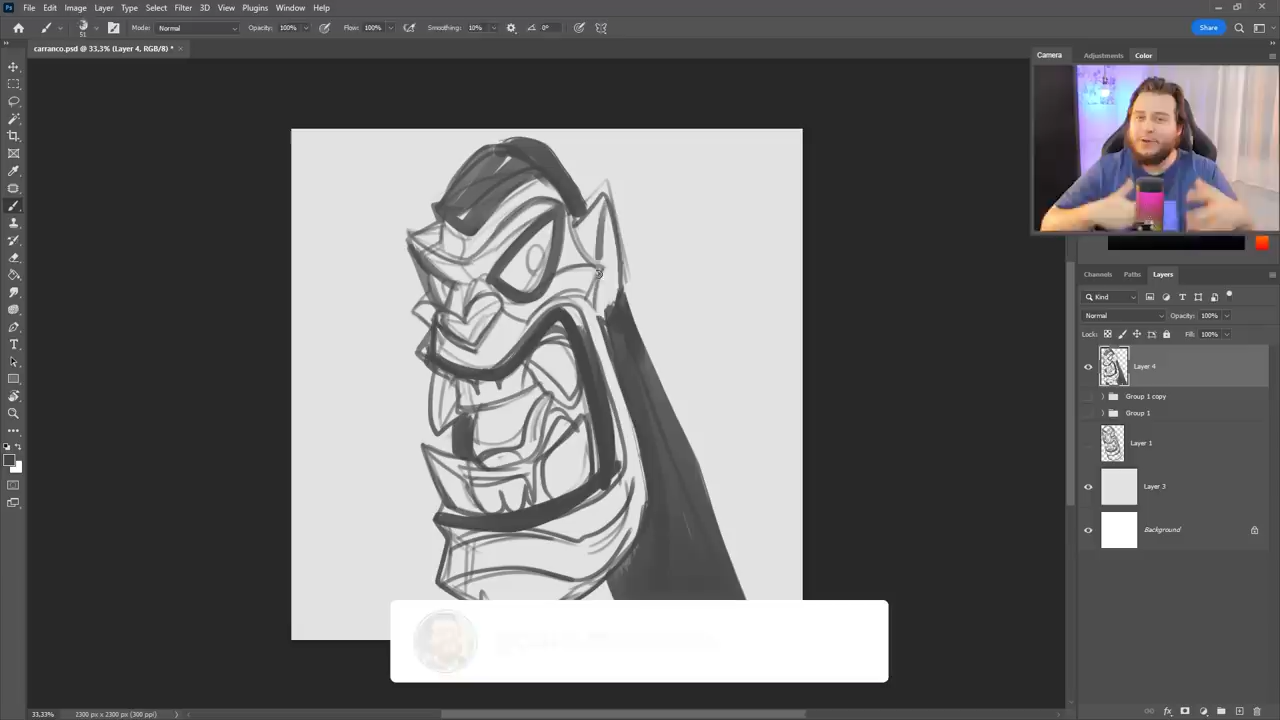 File Edit Image Layer Type Select Filter 3D View Plugins Window Help
51 Mode: Normal Opacity: 100% Flow: 100% Smoothing: 10% 0° Share
carranco.psd @ 33,3% (Layer 4, RGB/8) *
Camera Adjustments Color
Channels Paths Layers
Kind
Normal Opacity: 100%
Lock: Fill: 100%
Layer 4
Group 1 copy
Group 1
Layer 1
Layer 3
Background
33,33% 2300 px x 2300 px (300 ppi)